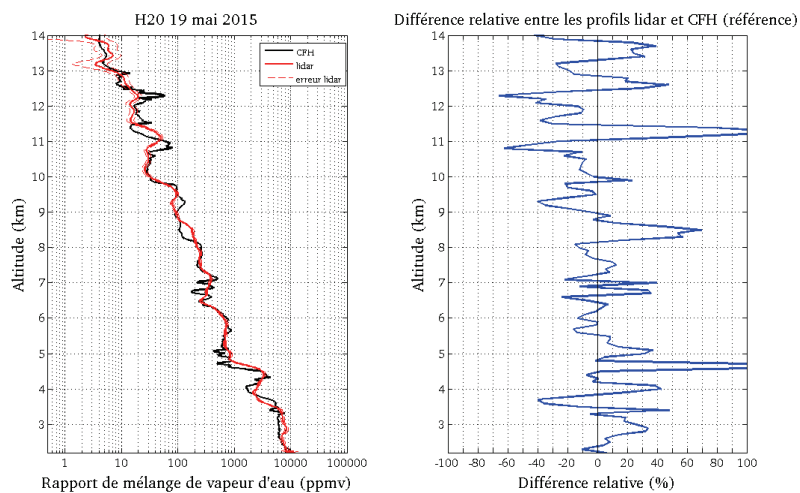 H20 19 mai 2015
CFH
lidar
erreur lidar
14
13
12
11
10
9
8
7
6
5
4
3
Altitude (km)
1 10 100 1000 10000 100000
Rapport de mélange de vapeur d'eau (ppmv)
Différence relative entre les profils lidar et CFH (référence)
14
13
12
11
10
9
8
7
6
5
4
3
Altitude (km)
-100 -80 -60 -40 -20 0 20 40 60 80 100
Différence relative (%)